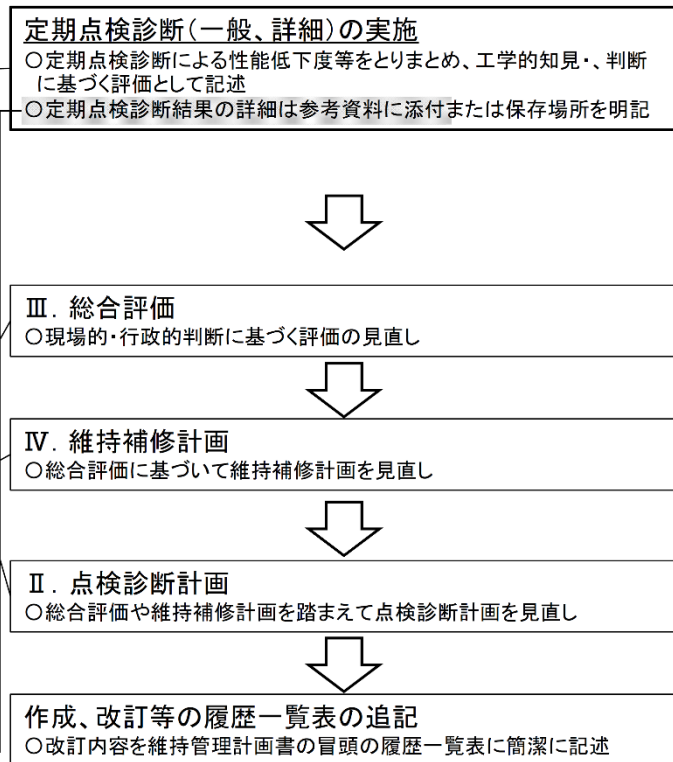 定期点検診断(一般、詳細)の実施
○定期点検診断による性能低下度等をとりまとめ、工学的知見・、判断
に基づく評価として記述
○定期点検診断結果の詳細は参考資料に添付または保存場所を明記
Ⅲ．総合評価
○現場的・行政的判断に基づく評価の見直し
Ⅳ．維持補修計画
○総合評価に基づいて維持補修計画を見直し
Ⅱ．点検診断計画
○総合評価や維持補修計画を踏まえて点検診断計画を見直し
作成、改訂等の履歴一覧表の追記
○改訂内容を維持管理計画書の冒頭の履歴一覧表に簡潔に記述